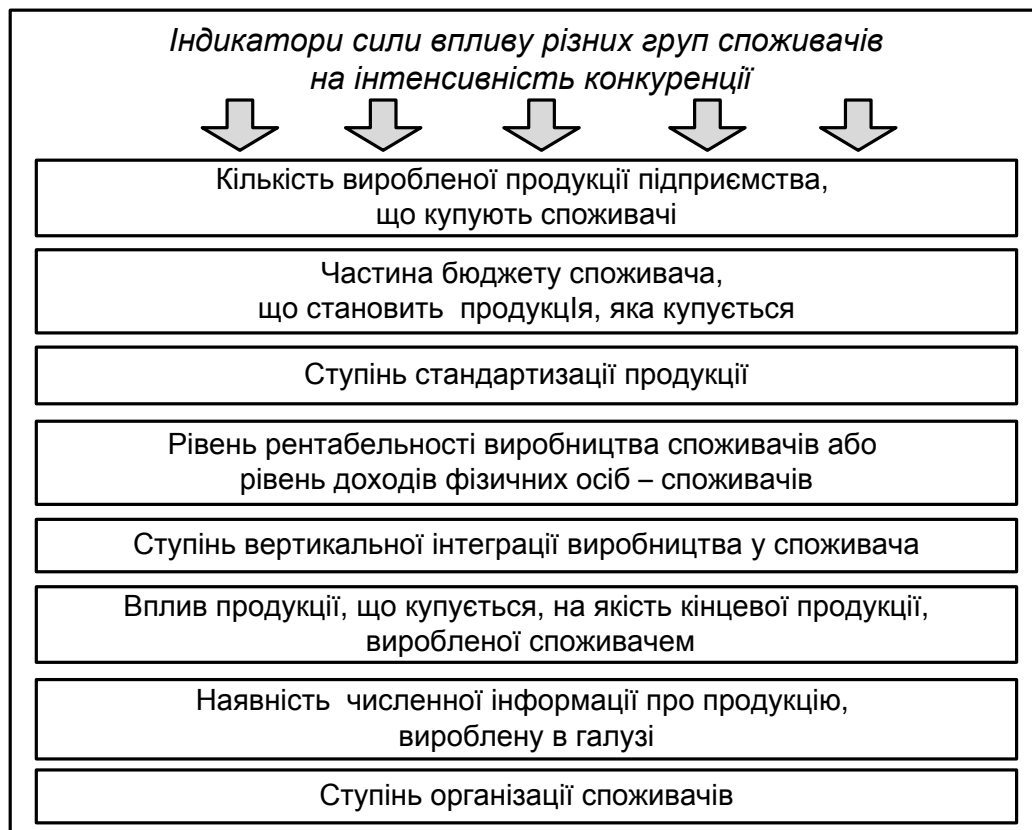 Індикатори сили впливу різних груп споживачів
на інтенсивність конкуренції
Кількість виробленої продукції підприємства,
що купують споживачі
Частина бюджету споживача,
що становить продукцІя, яка купується
Ступінь стандартизації продукції
Рівень рентабельності виробництва споживачів або
рівень доходів фізичних осіб – споживачів
Ступінь вертикальної інтеграції виробництва у споживача
Вплив продукції, що купується, на якість кінцевої продукції,
виробленої споживачем
Наявність численної інформації про продукцію,
вироблену в галузі
Ступінь організації споживачів